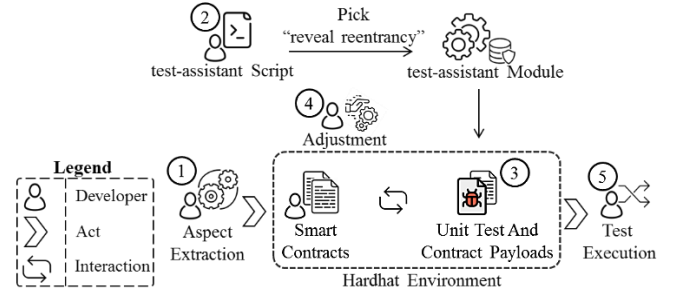 2
Pick
“reveal reentrancy”
test-assistant Script
test-assistant Module
4
Adjustment
Legend
Developer
Act
Interaction
1
Aspect
Extraction
Smart
Contracts
3
Unit Test And
Contract Payloads
5
Test
Execution
Hardhat Environment